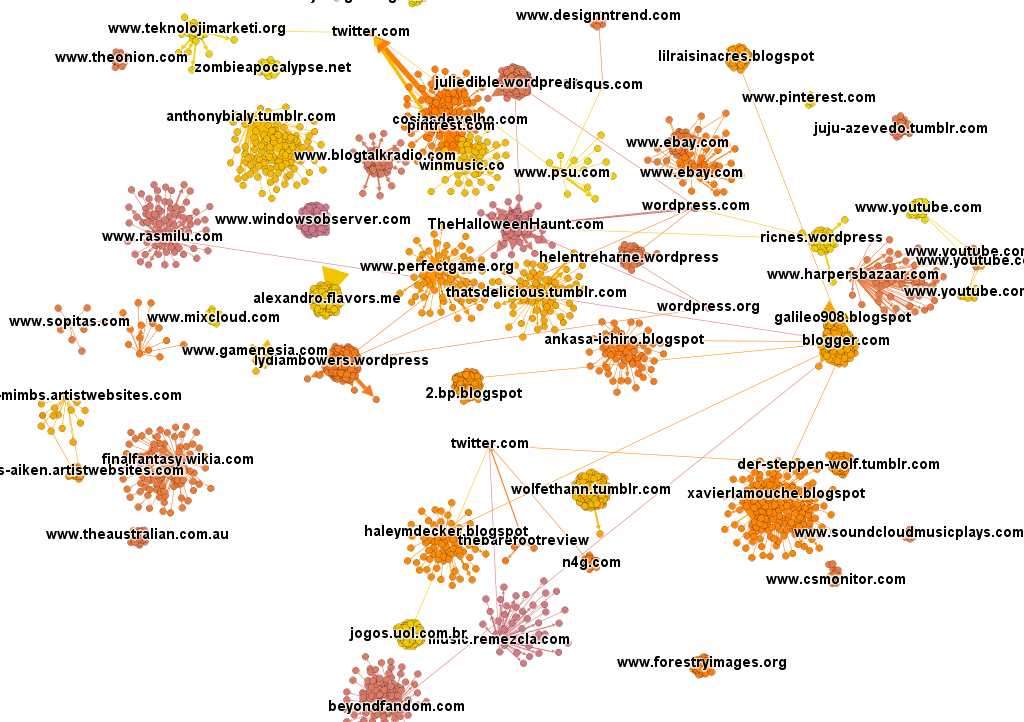 www.designntrend.com
www.teknolojimarketi.org
twitter.com
www.theonion.com
lilraisinacres.blogspot
zombieapocalypse.net
juliedible.wordpre
disqus.com
www.pinterest.com
anthonybialy.tumblr.com
pintrest.com
juju-azevedo.tumblr.com
www.ebay.com
www.blogtalkradio.com
winmusic.co
www.psu.com
www.ebay.com
wordpress.com
www.youtube.com
www.windowsobserver.com
TheHalloweenHaunt.com
www.rasmilu.com
ricnes.wordpress
www.youtube.com
helentreharne.wordpress
www.youtube.co
www.perfectgame.org
www.harpersbazaar.com
thatsdelicious.tumblr.com
www.youtube.co
alexandro.flavors.me
wordpress.org
www.sopitas.com
www.mixcloud.com
galileo908.blogspot
ankasa-ichiro.blogspot
blogger.com
www.gamenesia.com
lydiambowers.wordpress
2.bp.blogspot
-mimbs.artistwebsites.com
twitter.com
finalfantasy.wikia.com
der-steppen-wolf.tumblr.com
s-aiken.artistwebsites.com
wolfethann.tumblr.com
xavierlamouche.blogspot
www.theaustralian.com.au
haleymdecker.blogspot
www.soundcloudmusicplays.com
thebarefootreview
n4g.com
www.csmonitor.com
jogos.uol.com.br
music.remezcla.com
www.forestryimages.org
beyondfandom.com